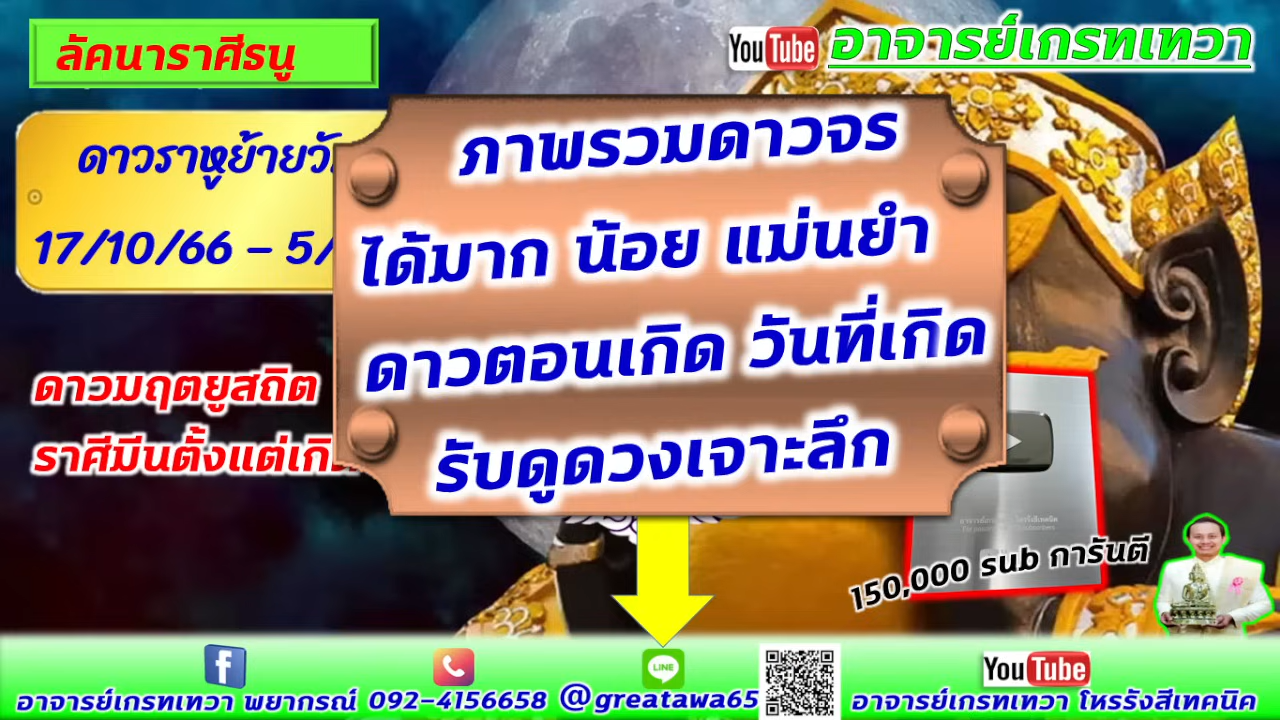 ลัคนาราศีธนู
YouTube อาจารย์เกรทเทวา
ดาวราหูย้าย
17/10/66 – 5/
ภาพรวมดาวจร
ได้มาก น้อย แม่นยำ
ดาวตอนเกิด วันที่เกิด
รับดูดวงเจาะลึก
ดาวมฤตยูสถิต
ราศีมีนตั้งแต่
150,000 sub การันตี
LINE
YouTube
อาจารย์เกรทเทวา พยากรณ์ 092-4156658 @greatawa65 อาจารย์เกรทเทวา โหรรังสีเทคนิค